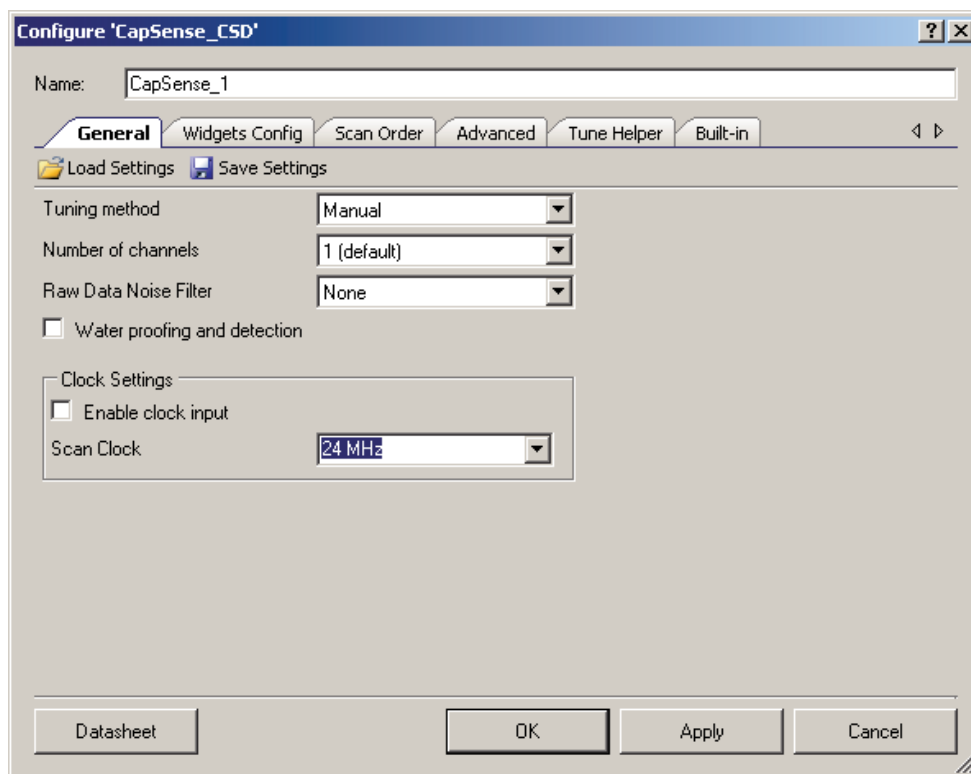 Configure 'CapSense_CSD'
Name: CapSense_1
General Widgets Config Scan Order Advanced Tune Helper Built-in
Load Settings Save Settings
Tuning method Manual
Number of channels 1 (default)
Raw Data Noise Filter None
Water proofing and detection
Clock Settings
Enable clock input
Scan Clock 24 MHz
Datasheet OK Apply Cancel